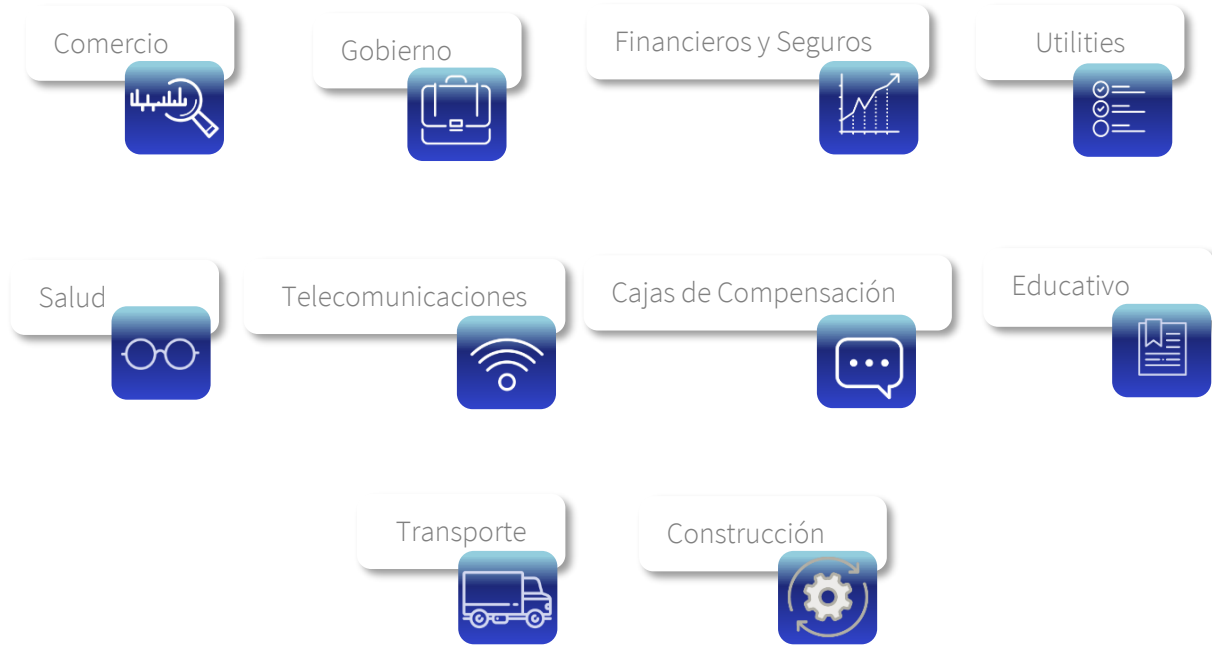 Comercio
Gobierno
Financieros y Seguros
Utilities
Salud
Telecomunicaciones
Cajas de Compensación
Educativo
Transporte
Construcción